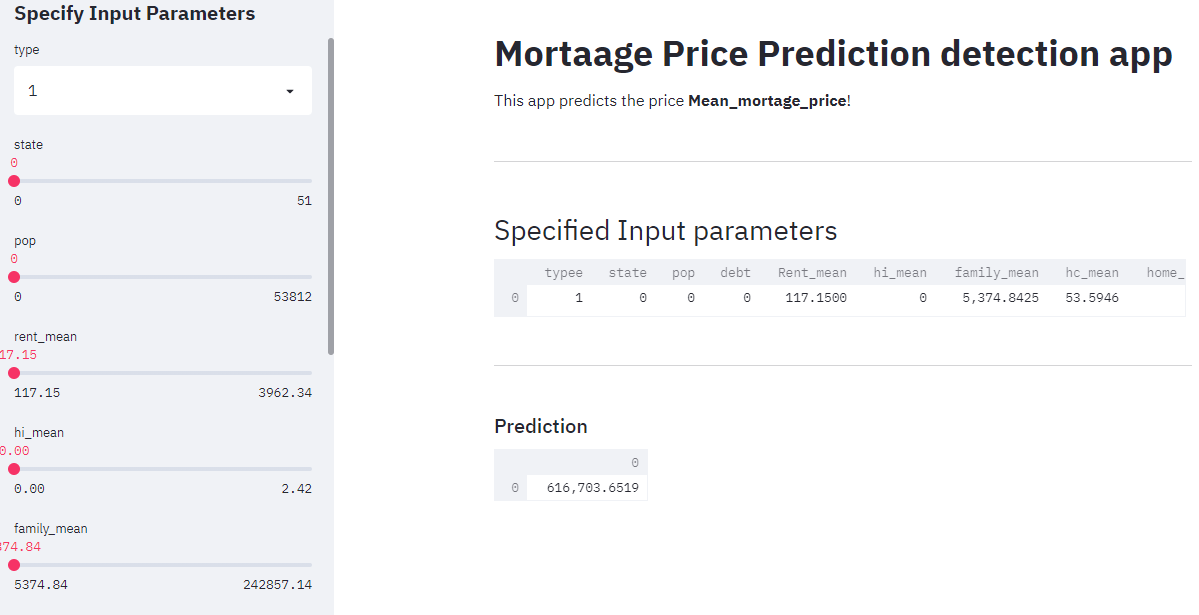 Specify Input Parameters
type
1
state
0
0 51
pop
0
0 53812
rent_mean
17.15
117.15 3962.34
hi_mean
0.00
0.00 2.42
family_mean
374.84
5374.84 242857.14
Mortaage Price Prediction detection app
This app predicts the price Mean_mortage_price!
Specified Input parameters
typee state pop debt Rent_mean hi_mean family_mean hc_mean home_
0 1 0 0 0 117.1500 0 5,374.8425 53.5946
Prediction
0
0 616,703.6519